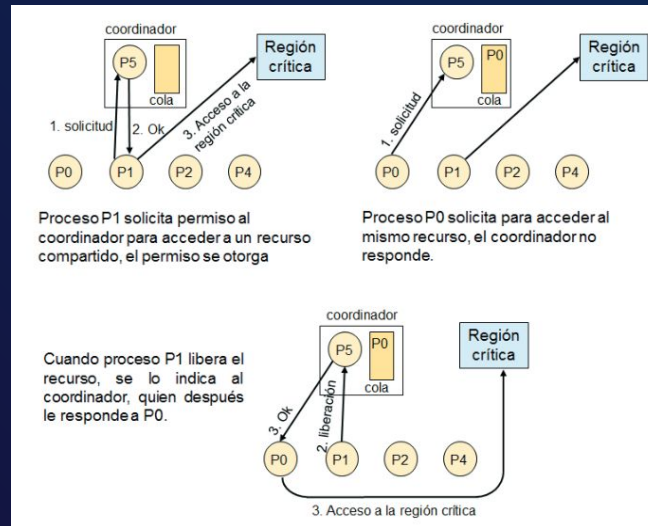 coordinador
P5
cola
Región
crítica
1. solicitud
2. Ok
3. Acceso a la
región crítica
P0
P1
P2
P4
Proceso P1 solicita permiso al
coordinador para acceder a un recurso
compartido, el permiso se otorga
coordinador
P5
P0
cola
Región
crítica
1. solicitud
P0
P1
P2
P4
Proceso P0 solicita para acceder al
mismo recurso, el coordinador no
responde.
Cuando proceso P1 libera el
recurso, se lo indica al
coordinador, quien después
le responde a P0.
coordinador
P5
P0
cola
Región
crítica
3. Ok
2. liberación
P0
P1
P2
P4
3. Acceso a la región crítica